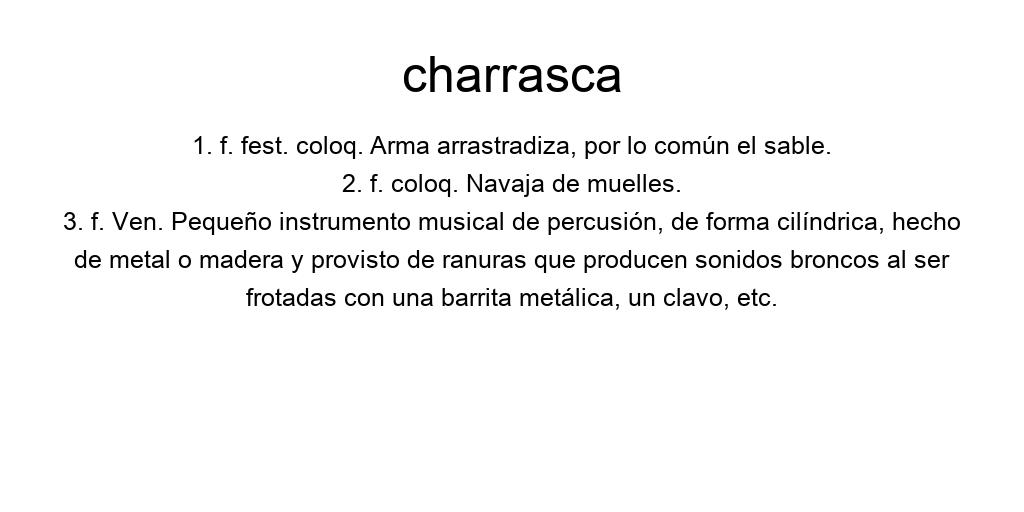 charrasca
1. f. fest. coloq. Arma arrastradiza, por lo común el sable.
2. f. coloq. Navaja de muelles.
3. f. Ven. Pequeño instrumento musical de percusión, de forma cilíndrica, hecho
de metal o madera y provisto de ranuras que producen sonidos broncos al ser
frotadas con una barrita metálica, un clavo, etc.